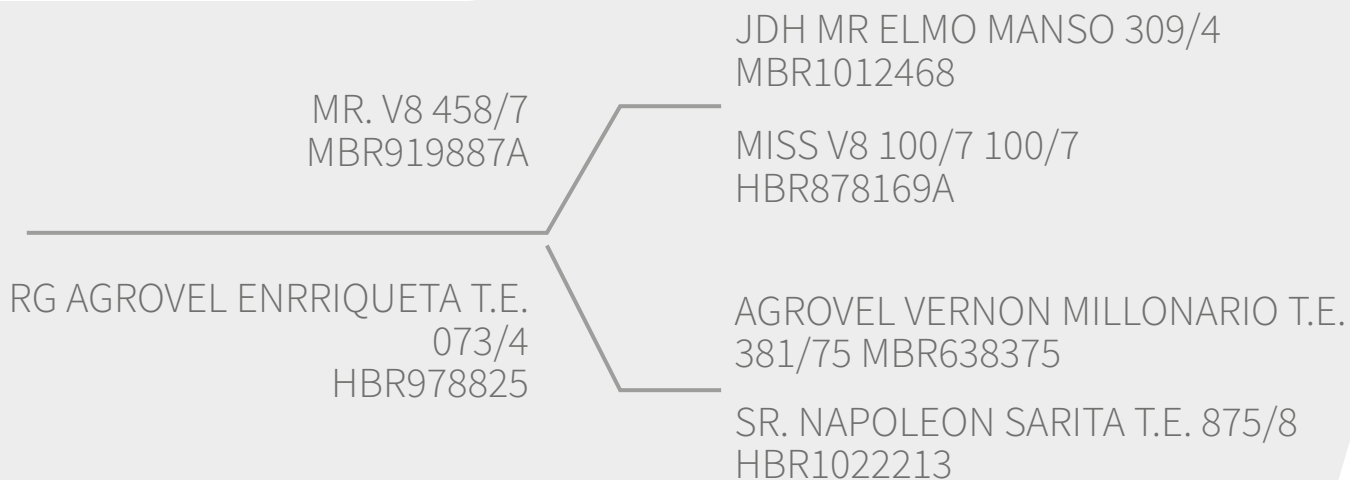 MR. V8 458/7
MBR919887A
RG AGROVEL ENRRIQUETA T.E.
073/4
HBR978825
JDH MR ELMO MANSO 309/4
MBR1012468
MISS V8 100/7 100/7
HBR878169A
AGROVEL VERNON MILLONARIO T.E.
381/75 MBR638375
SR. NAPOLEON SARITA T.E. 875/8
HBR1022213